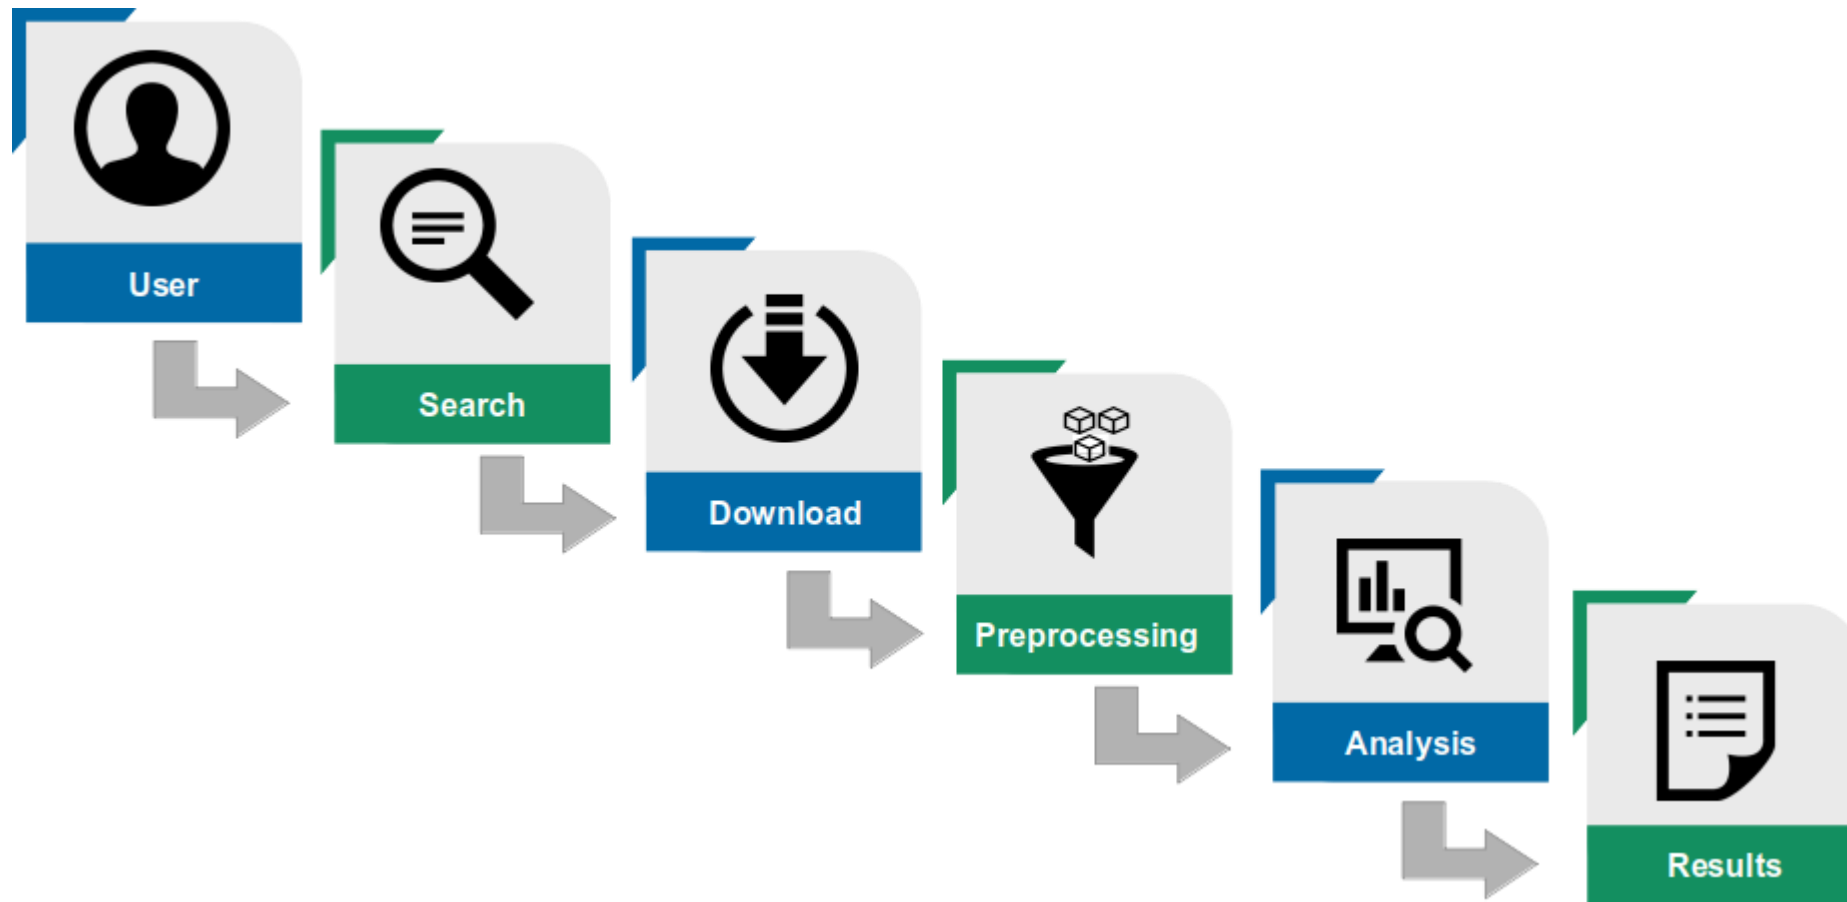 User
Search
Download
Preprocessing
Analysis
Results